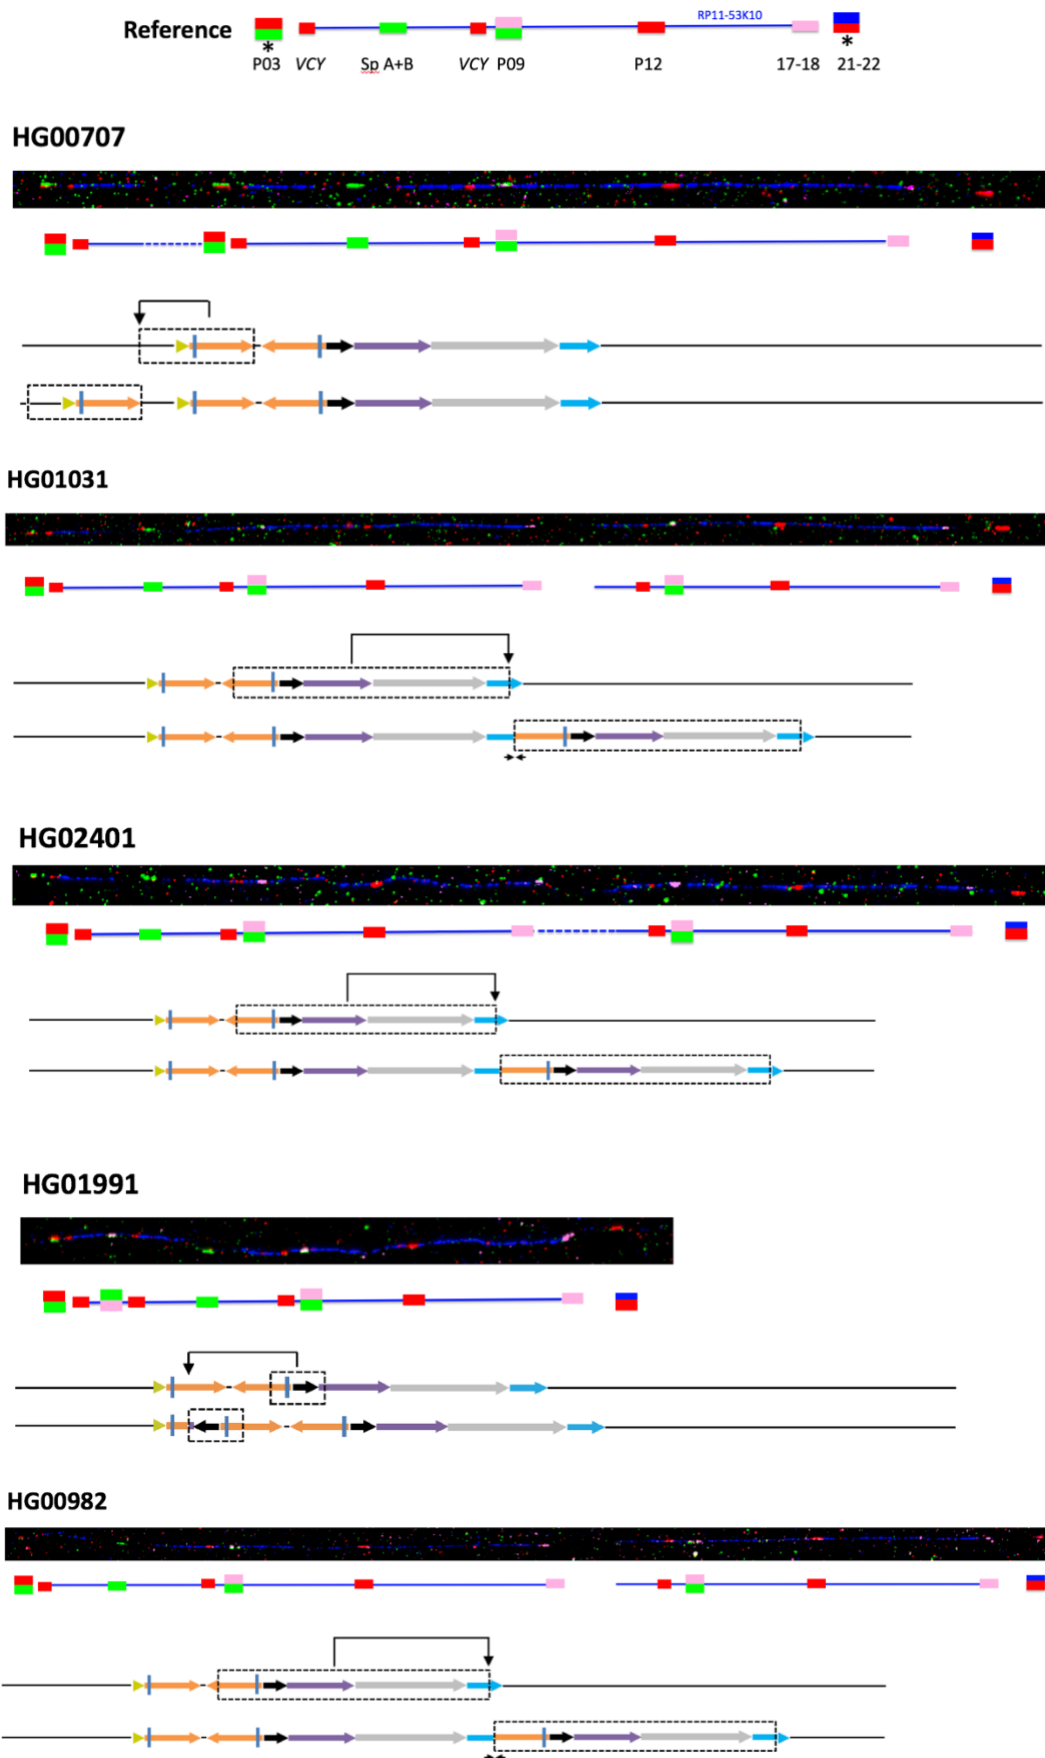 RP11-53K10
Reference
* *
P03 VCY Sp A+B VCY P09 P12 17-18 21-22
HG00707
HG01031
HG02401
HG01991
HG00982